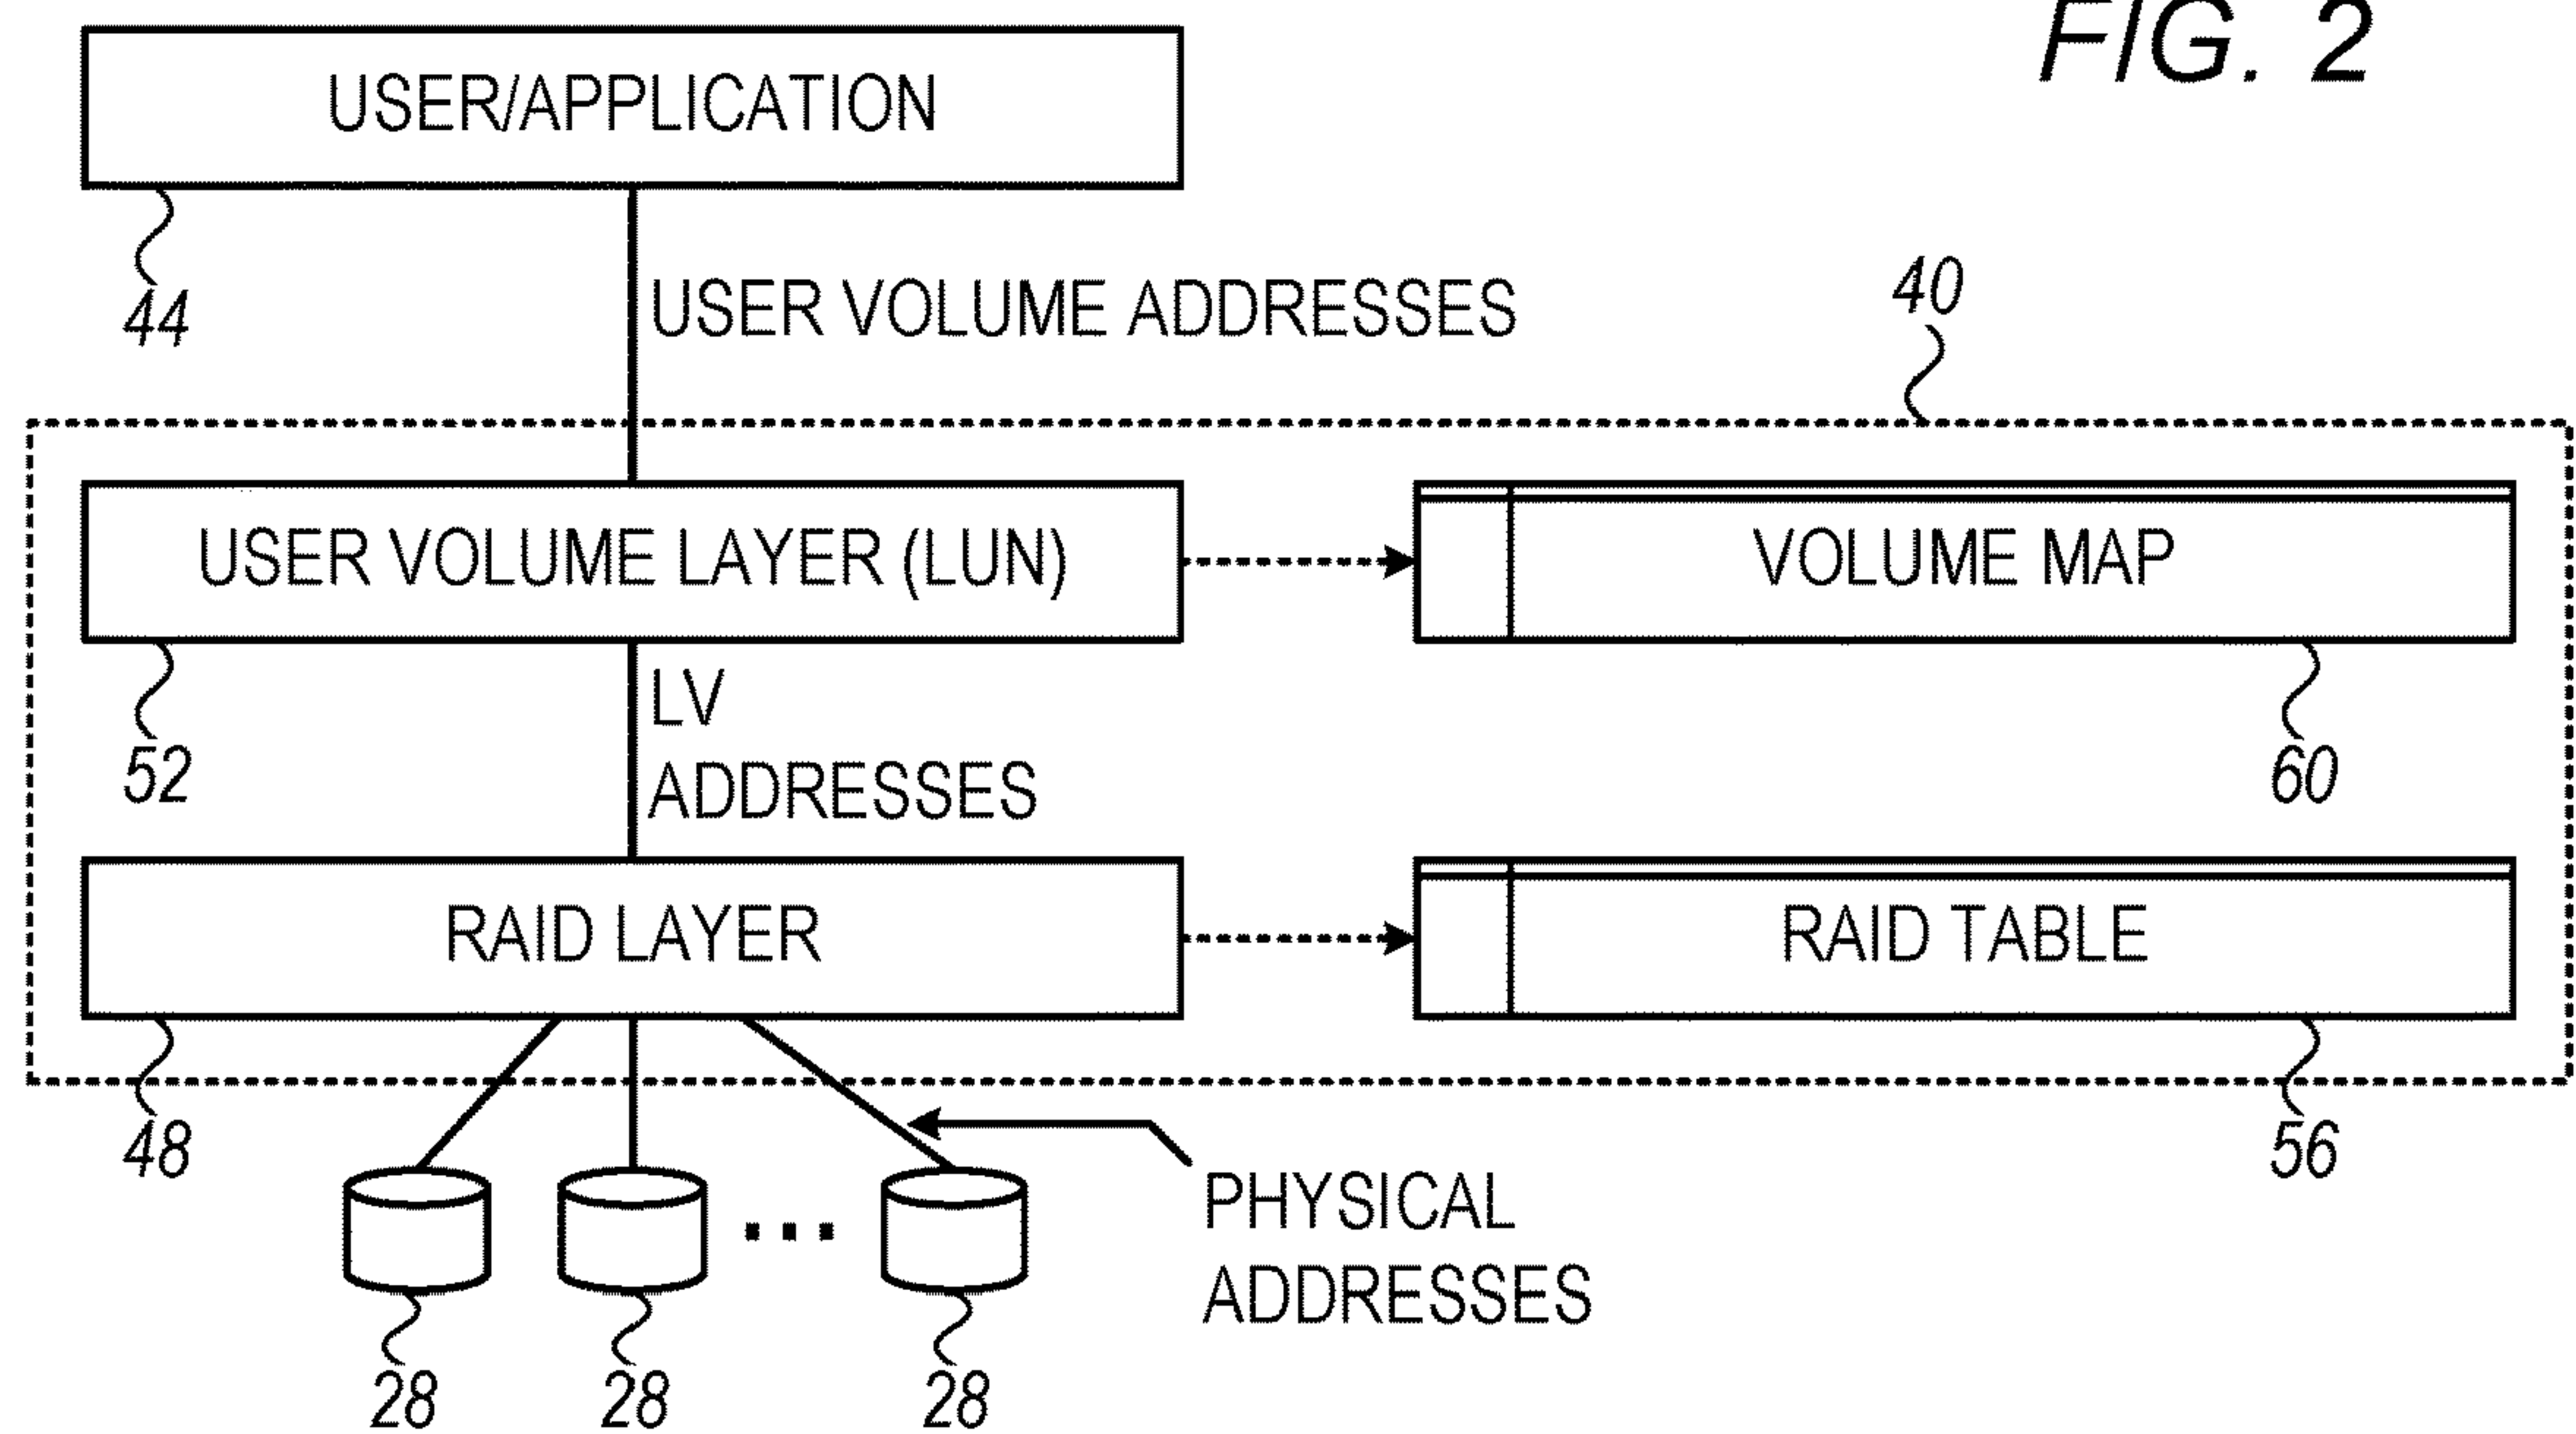 FIG. 2
USER/APPLICATION
44
USER VOLUME ADDRESSES
40
USER VOLUME LAYER (LUN)
VOLUME MAP
52
LV
ADDRESSES
60
RAID LAYER
RAID TABLE
48
56
PHYSICAL
ADDRESSES
28
28
28